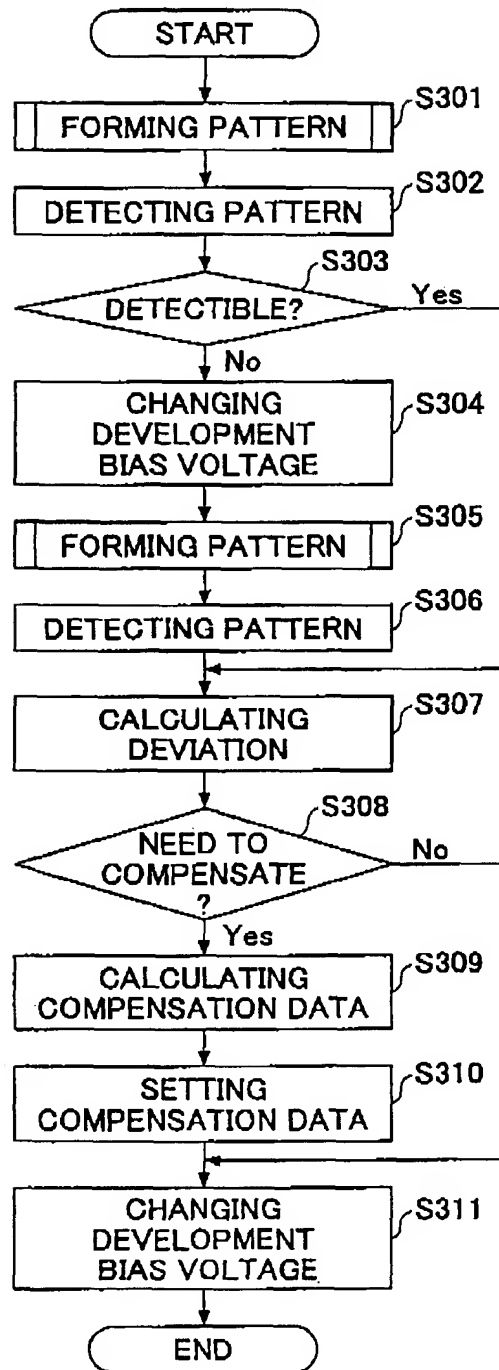 START
FORMING PATTERN
S301
DETECTING PATTERN
S302
S303
DETECTIBLE?
Yes
No
CHANGING
DEVELOPMENT
BIAS VOLTAGE
S304
FORMING PATTERN
S305
DETECTING PATTERN
S306
CALCULATING
DEVIATION
S307
S308
NEED TO
COMPENSATE
?
No
Yes
CALCULATING
COMPENSATION DATA
S309
SETTING
COMPENSATION DATA
S310
CHANGING
DEVELOPMENT
BIAS VOLTAGE
S311
END